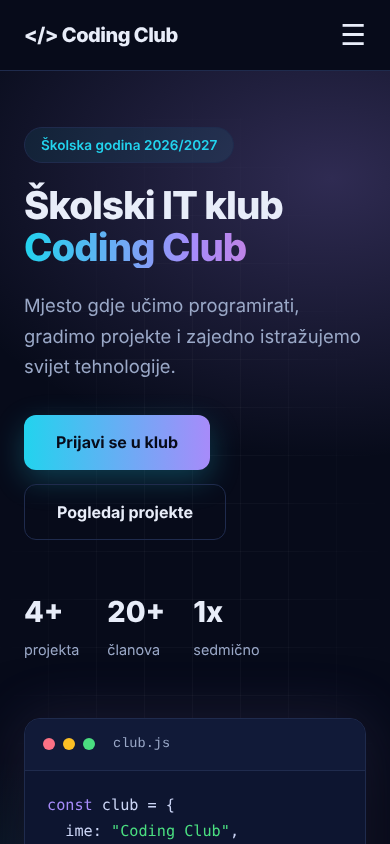 </> Coding Club
Školska godina 2026/2027
Školski IT klub
Coding Club
Mjesto gdje učimo programirati,
gradimo projekte i zajedno istražujemo
svijet tehnologije.
Prijavi se u klub
Pogledaj projekte
4+ 20+ 1x
projekta članova sedmično
club.js
const club = {
ime: "Coding Club",